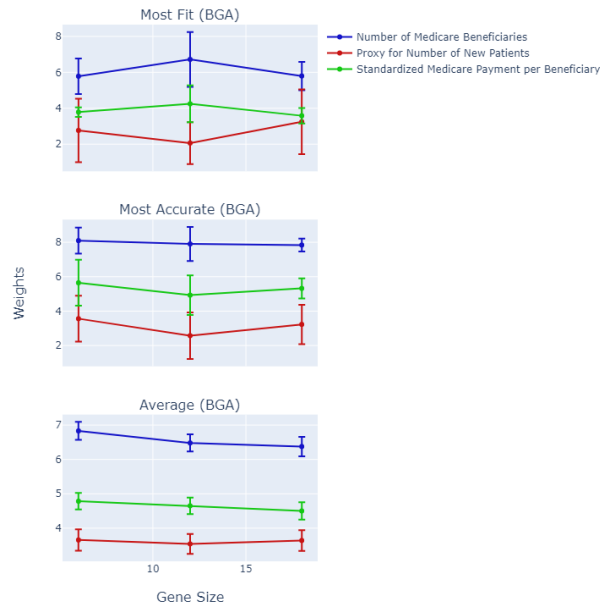 Most Fit (BGA)
Number of Medicare Beneficiaries
Proxy for Number of New Patients
Standardized Medicare Payment per Beneficiary
8
6
4
2
Most Accurate (BGA)
8
6
4
2
Weights
Average (BGA)
7
6
5
4
10 15
Gene Size